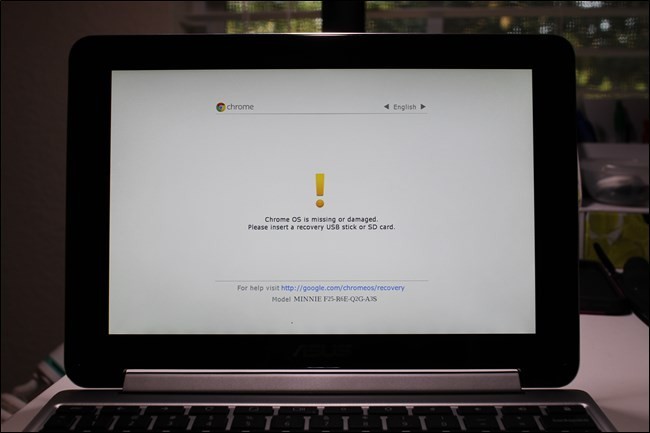 chrome
◀ English ▶
Chrome OS is missing or damaged.
Please insert a recovery USB stick or SD card.
For help visit http://google.com/chromeos/recovery
Model MINNIE F25-R6E-Q2G-A3S
ASUS